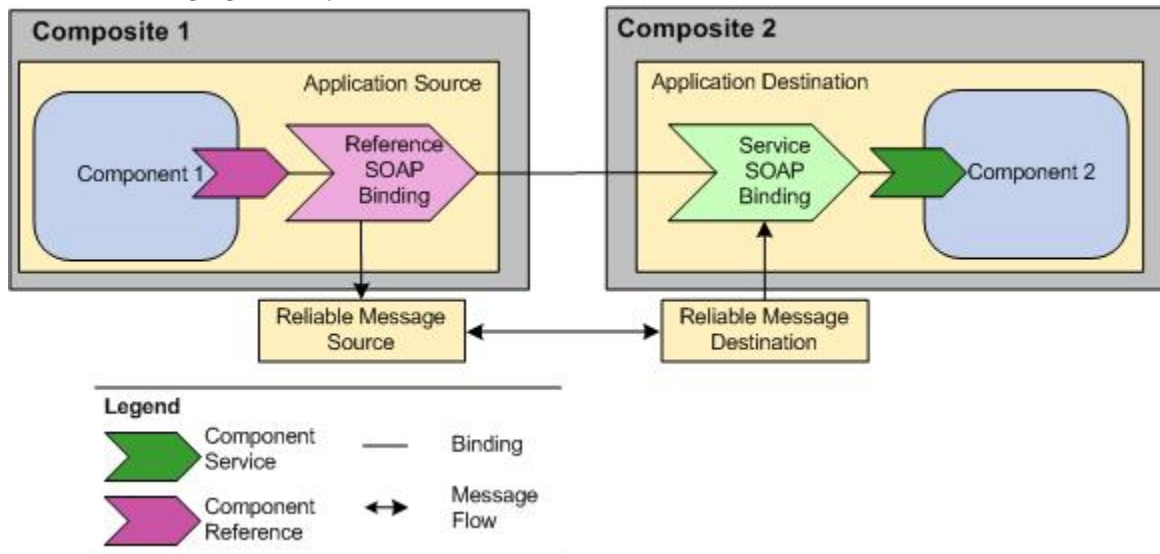 Composite 1
Composite 2
Application Source
Application Destination
Component 1
Reference
SOAP
Binding
Service
SOAP
Binding
Component 2
Reliable Message
Source
Reliable Message
Destination
Legend
Component
Service
Binding
Component
Reference
Message
Flow